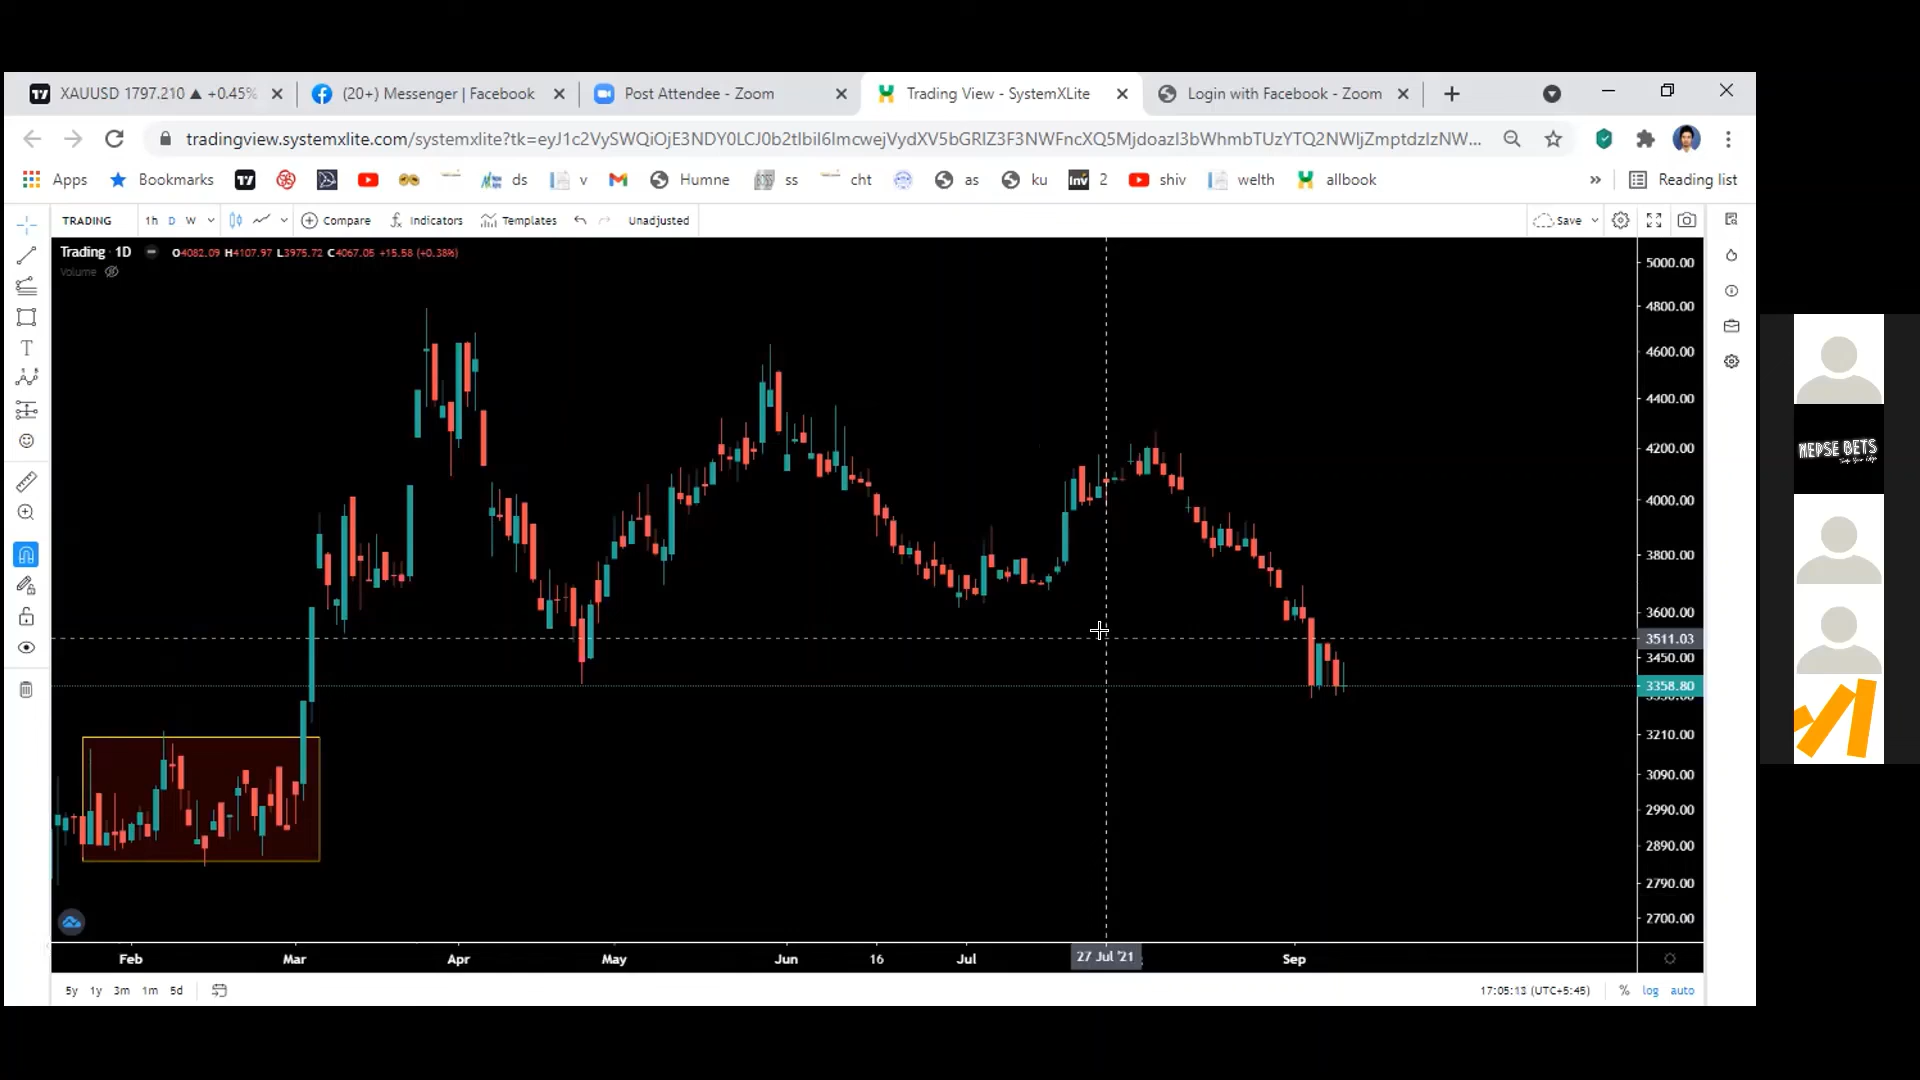 XAUUSD 1797.210 ▲ +0.45%
(20+) Messenger | Facebook
Post Attendee - Zoom
Trading View - SystemXLite
Login with Facebook - Zoom
Apps
Bookmarks
ds
v
Humne
ss
cht
as
ku
2
shiv
welth
allbook
»
Reading list
TRADING
1h D W
Compare
Indicators
Templates
Unadjusted
Save
Trading 1D
O4082.09 H4107.97 L3975.72 C4067.05 +15.58 (+0.38%)
Volume
5000.00
4800.00
4600.00
4400.00
4200.00
4000.00
3800.00
3600.00
3511.03
3450.00
3358.80
3210.00
3090.00
2990.00
2890.00
2790.00
2700.00
NEPSE BETS
Feb
Mar
Apr
May
Jun
16
Jul
27 Jul '21
Sep
5y 1y 3m 1m 5d
17:05:13 (UTC+5:45)
% log auto